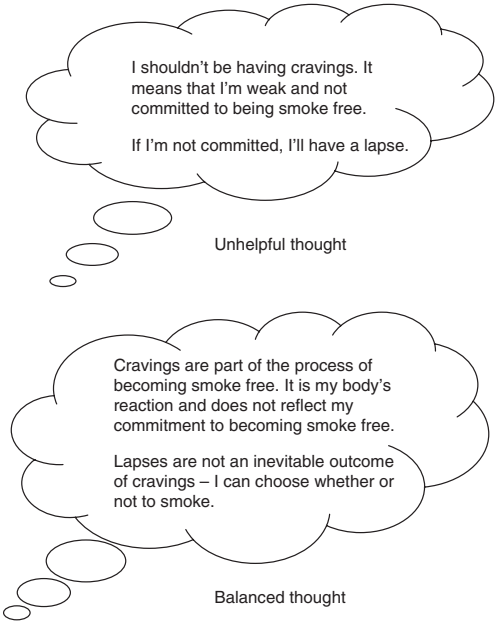 I shouldn’t be having cravings. It
means that I’m weak and not
committed to being smoke free.
If I’m not committed, I’ll have a lapse.
Unhelpful thought
Cravings are part of the process of
becoming smoke free. It is my body’s
reaction and does not reflect my
commitment to becoming smoke free.
Lapses are not an inevitable outcome
of cravings – I can choose whether or
not to smoke.
Balanced thought